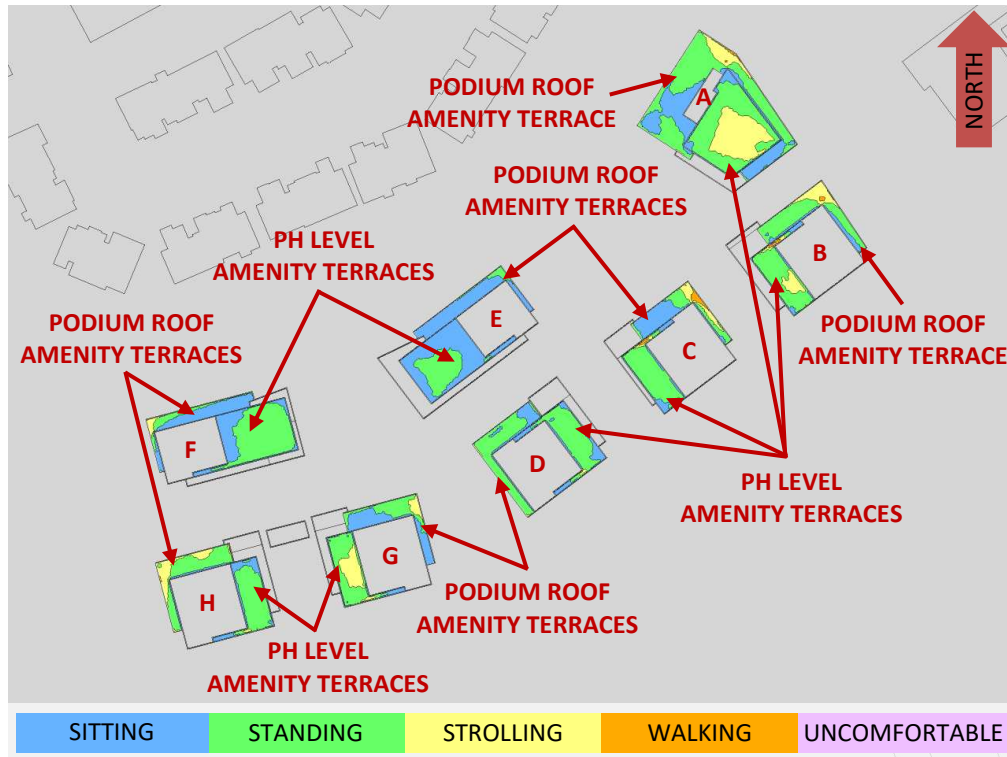 NORTH
PODIUM ROOF
AMENITY TERRACE
A
PODIUM ROOF
AMENITY TERRACES
PH LEVEL
AMENITY TERRACES
B
PODIUM ROOF
AMENITY TERRACES
E
PODIUM ROOF
AMENITY TERRACE
C
F
D
PH LEVEL
AMENITY TERRACES
G
PODIUM ROOF
AMENITY TERRACES
H
PH LEVEL
AMENITY TERRACES
SITTING
STANDING
STROLLING
WALKING
UNCOMFORTABLE